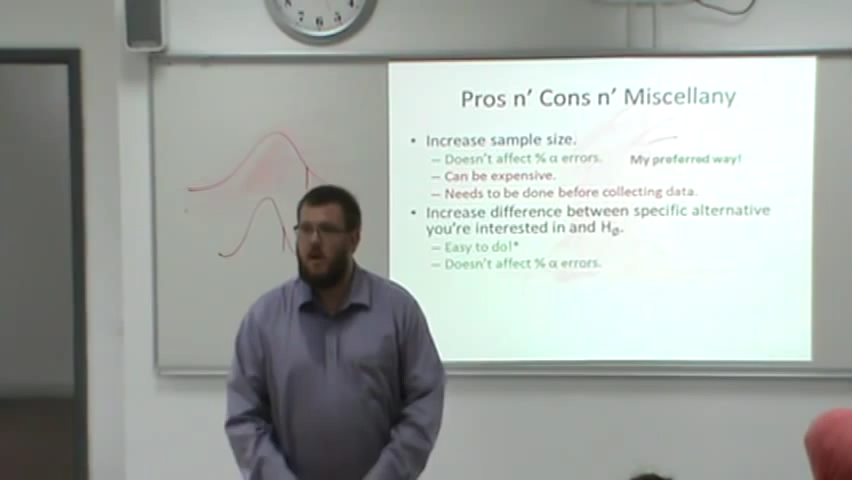 Pros n' Cons n' Miscellany
• Increase sample size.
– Doesn't affect % α errors. My preferred way!
– Can be expensive.
– Needs to be done before collecting data.
• Increase difference between specific alternative
you're interested in and H₀.
– Easy to do!*
– Doesn't affect % α errors.